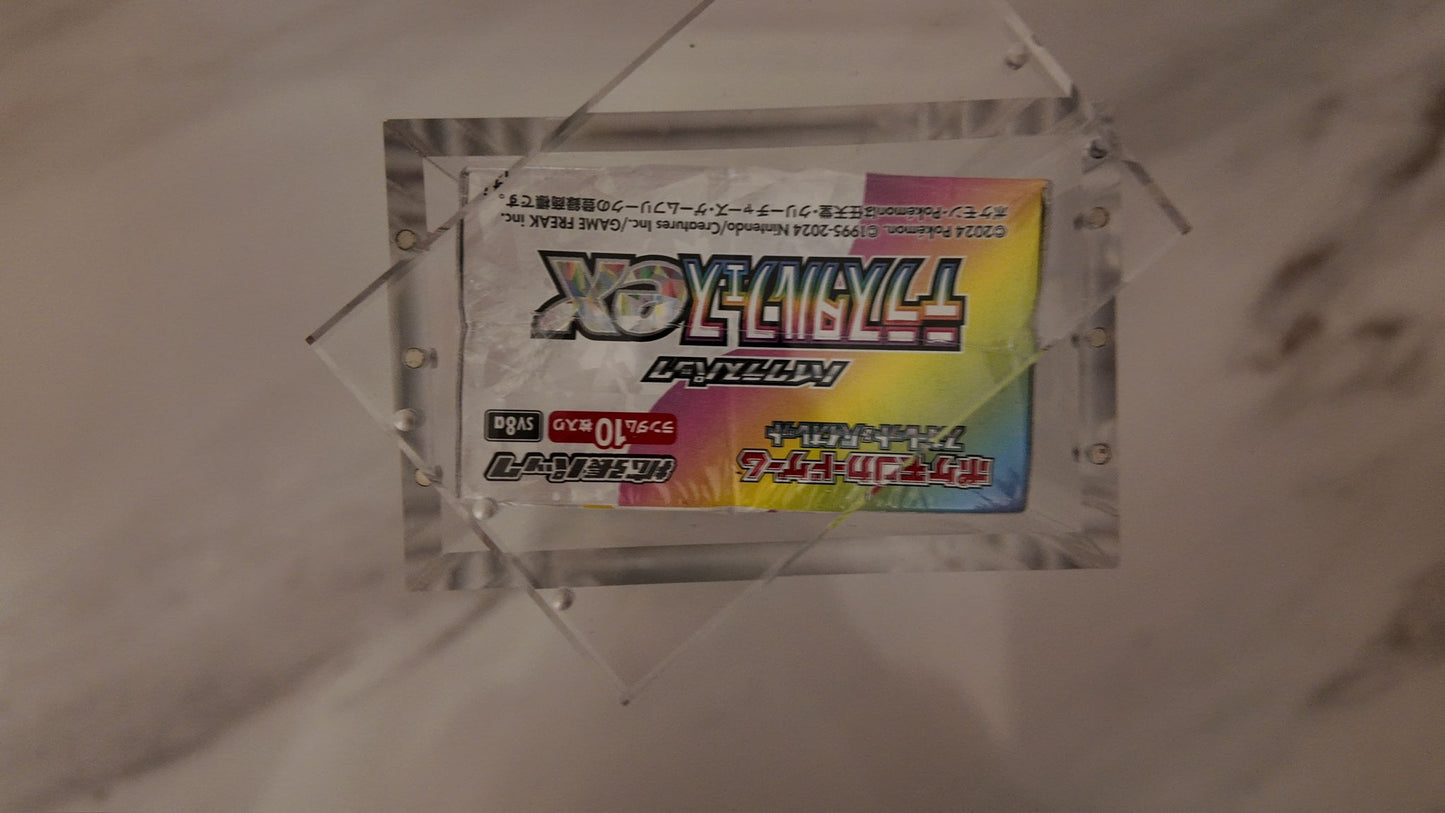 ポケモンカードゲーム
スカーレット&バイオレット
拡張パック
ランダム10枚入り
SV8a
ハイクラスパック
テラスタルフェスex
©2024 Pokémon. ©1995-2024 Nintendo/Creatures Inc./GAME FREAK inc.
ポケモン・Pokémonは任天堂・クリーチャーズ・ゲームフリークの登録商標です。